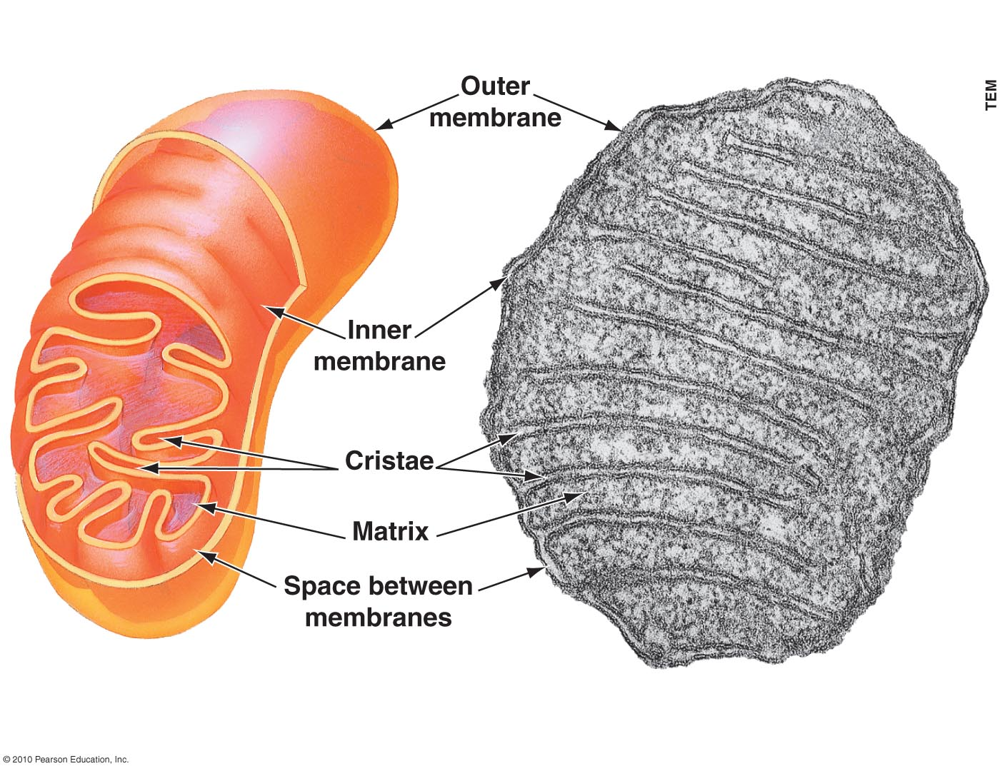 Outer
membrane
TEM
Inner
membrane
Cristae
Matrix
Space between
membranes
© 2010 Pearson Education, Inc.